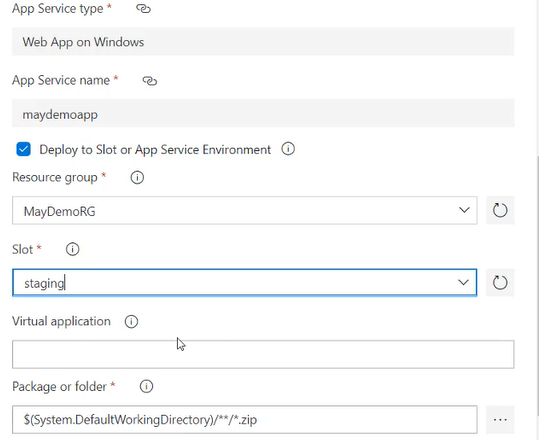 App Service type *
Web App on Windows
App Service name *
maydemoapp
Deploy to Slot or App Service Environment
Resource group *
MayDemoRG
Slot *
staging
Virtual application
Package or folder *
$(System.DefaultWorkingDirectory)/**/*.zip